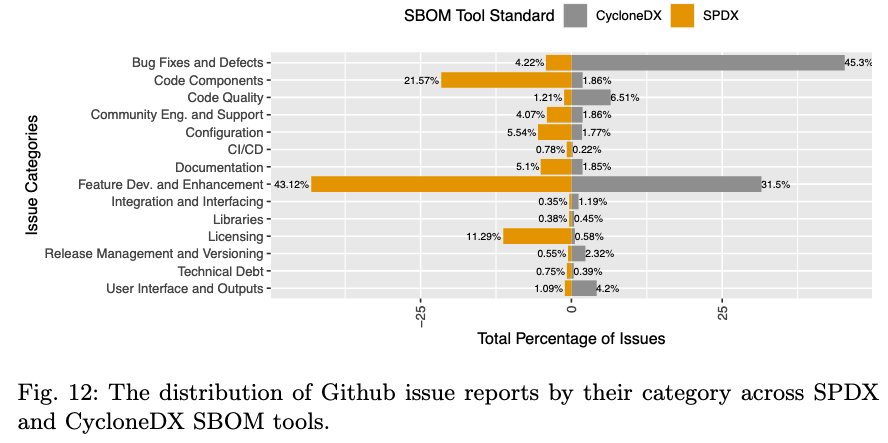 SBOM Tool Standard CycloneDX SPDX
Issue Categories
Bug Fixes and Defects 4.22% 45.3%
Code Components 21.57% 1.86%
Code Quality 1.21% 6.51%
Community Eng. and Support 4.07% 1.86%
Configuration 5.54% 1.77%
CI/CD 0.78% 0.22%
Documentation 5.1% 1.85%
Feature Dev. and Enhancement 43.12% 31.5%
Integration and Interfacing 0.35% 1.19%
Libraries 0.38% 0.45%
Licensing 11.29% 0.58%
Release Management and Versioning 0.55% 2.32%
Technical Debt 0.75% 0.39%
User Interface and Outputs 1.09% 4.2%
−25 0 25
Total Percentage of Issues
Fig. 12: The distribution of Github issue reports by their category across SPDX
and CycloneDX SBOM tools.